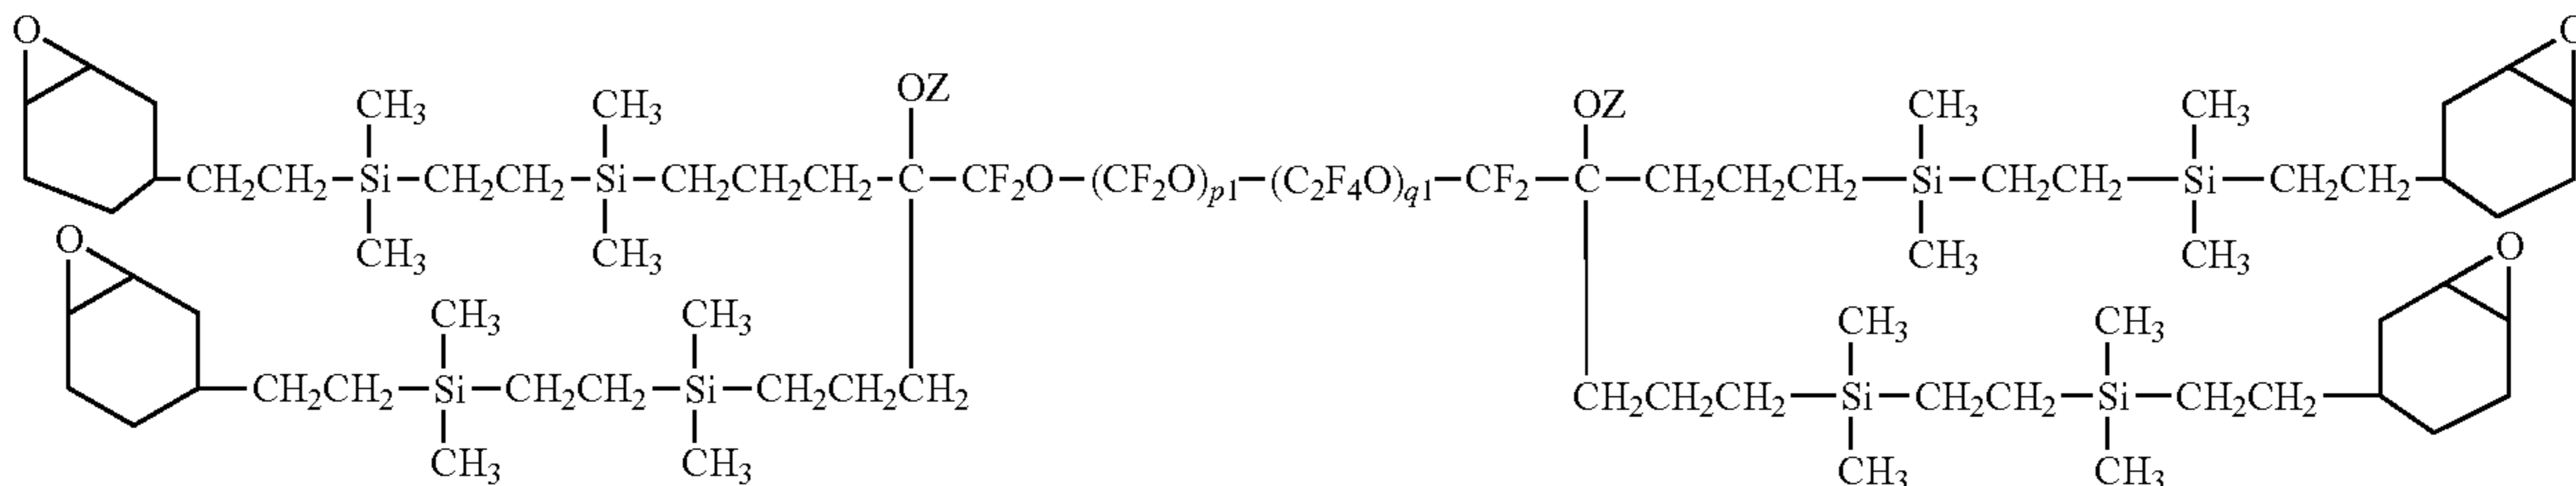 O O
OZ
CH3 CH3 OZ CH3 CH3
CH2CH2—Si—CH2CH2—Si—CH2CH2CH2—C—CF2O—(CF2O)p1—(C2F4O)q1—CF2—C—CH2CH2CH2—Si—CH2CH2—Si—CH2CH2
CH3 CH3 CH3 CH3
O O
CH3 CH3 CH3 CH3
CH2CH2—Si—CH2CH2—Si—CH2CH2CH2 CH2CH2CH2—Si—CH2CH2—Si—CH2CH2
CH3 CH3 CH3 CH3